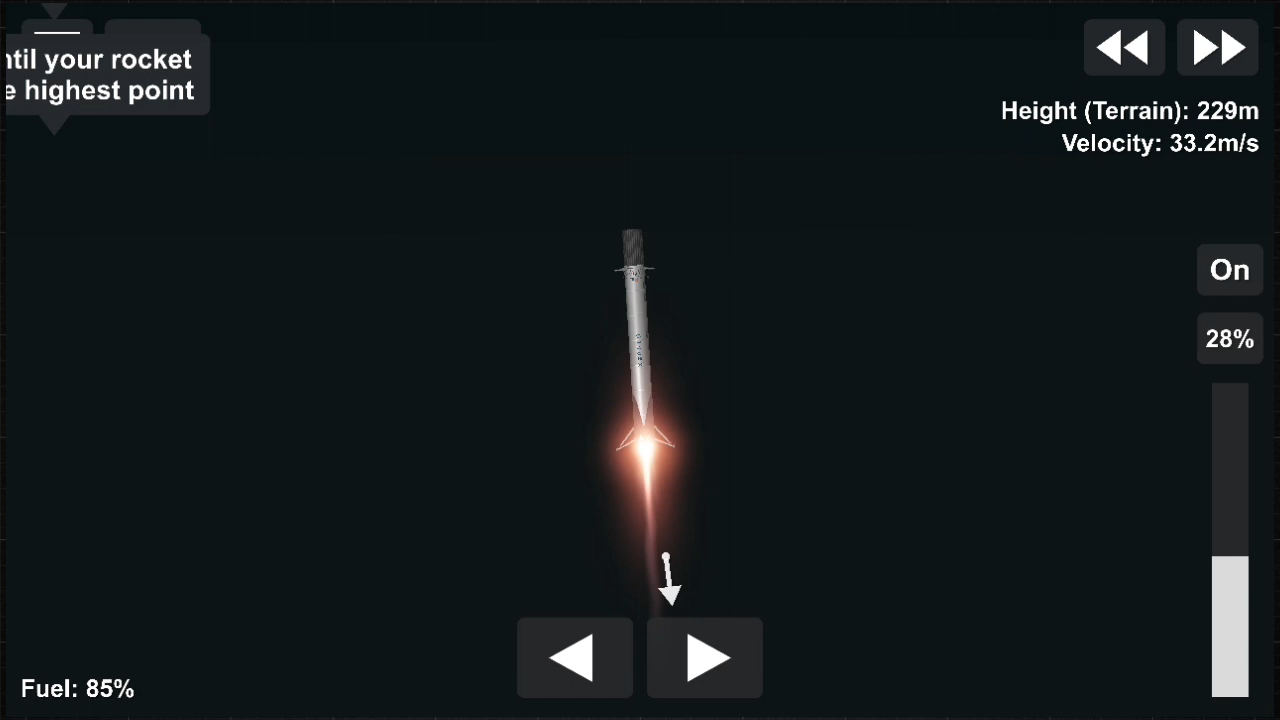 ntil your rocket
e highest point
Height (Terrain): 229m
Velocity: 33.2m/s
On
28%
Fuel: 85%